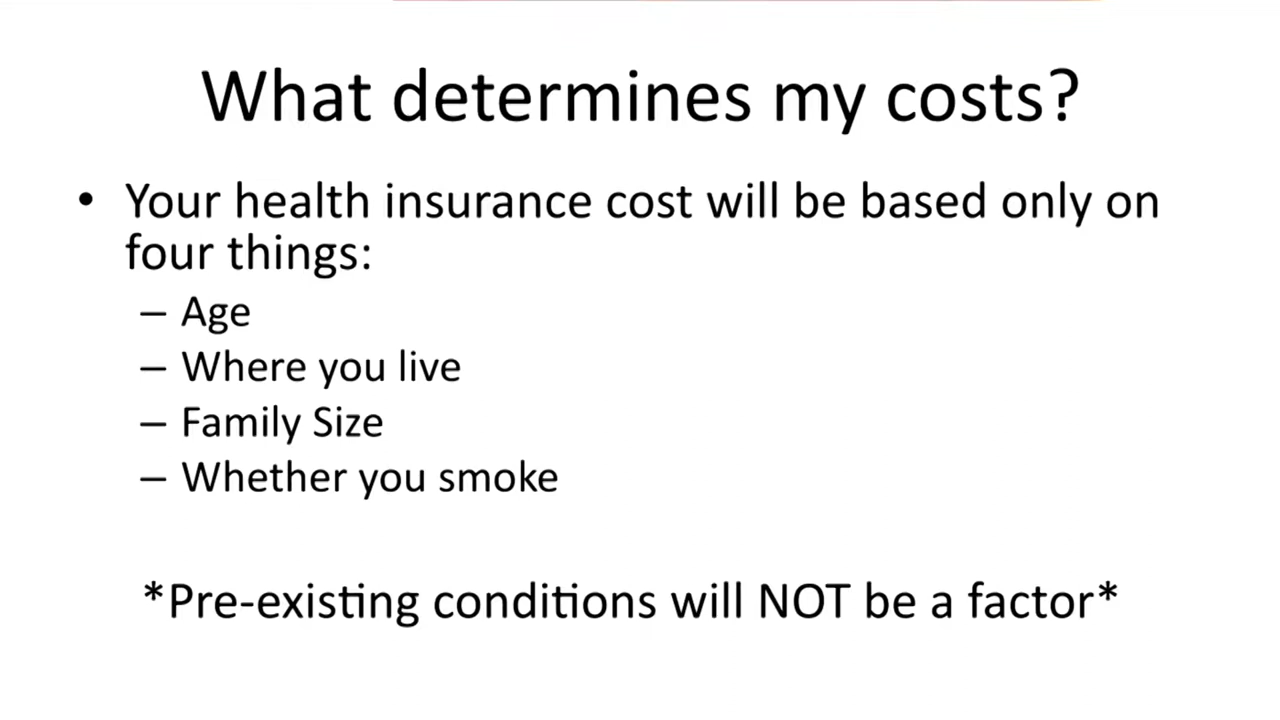 What determines my costs?
• Your health insurance cost will be based only on
four things:
– Age
– Where you live
– Family Size
– Whether you smoke
*Pre-existing conditions will NOT be a factor*